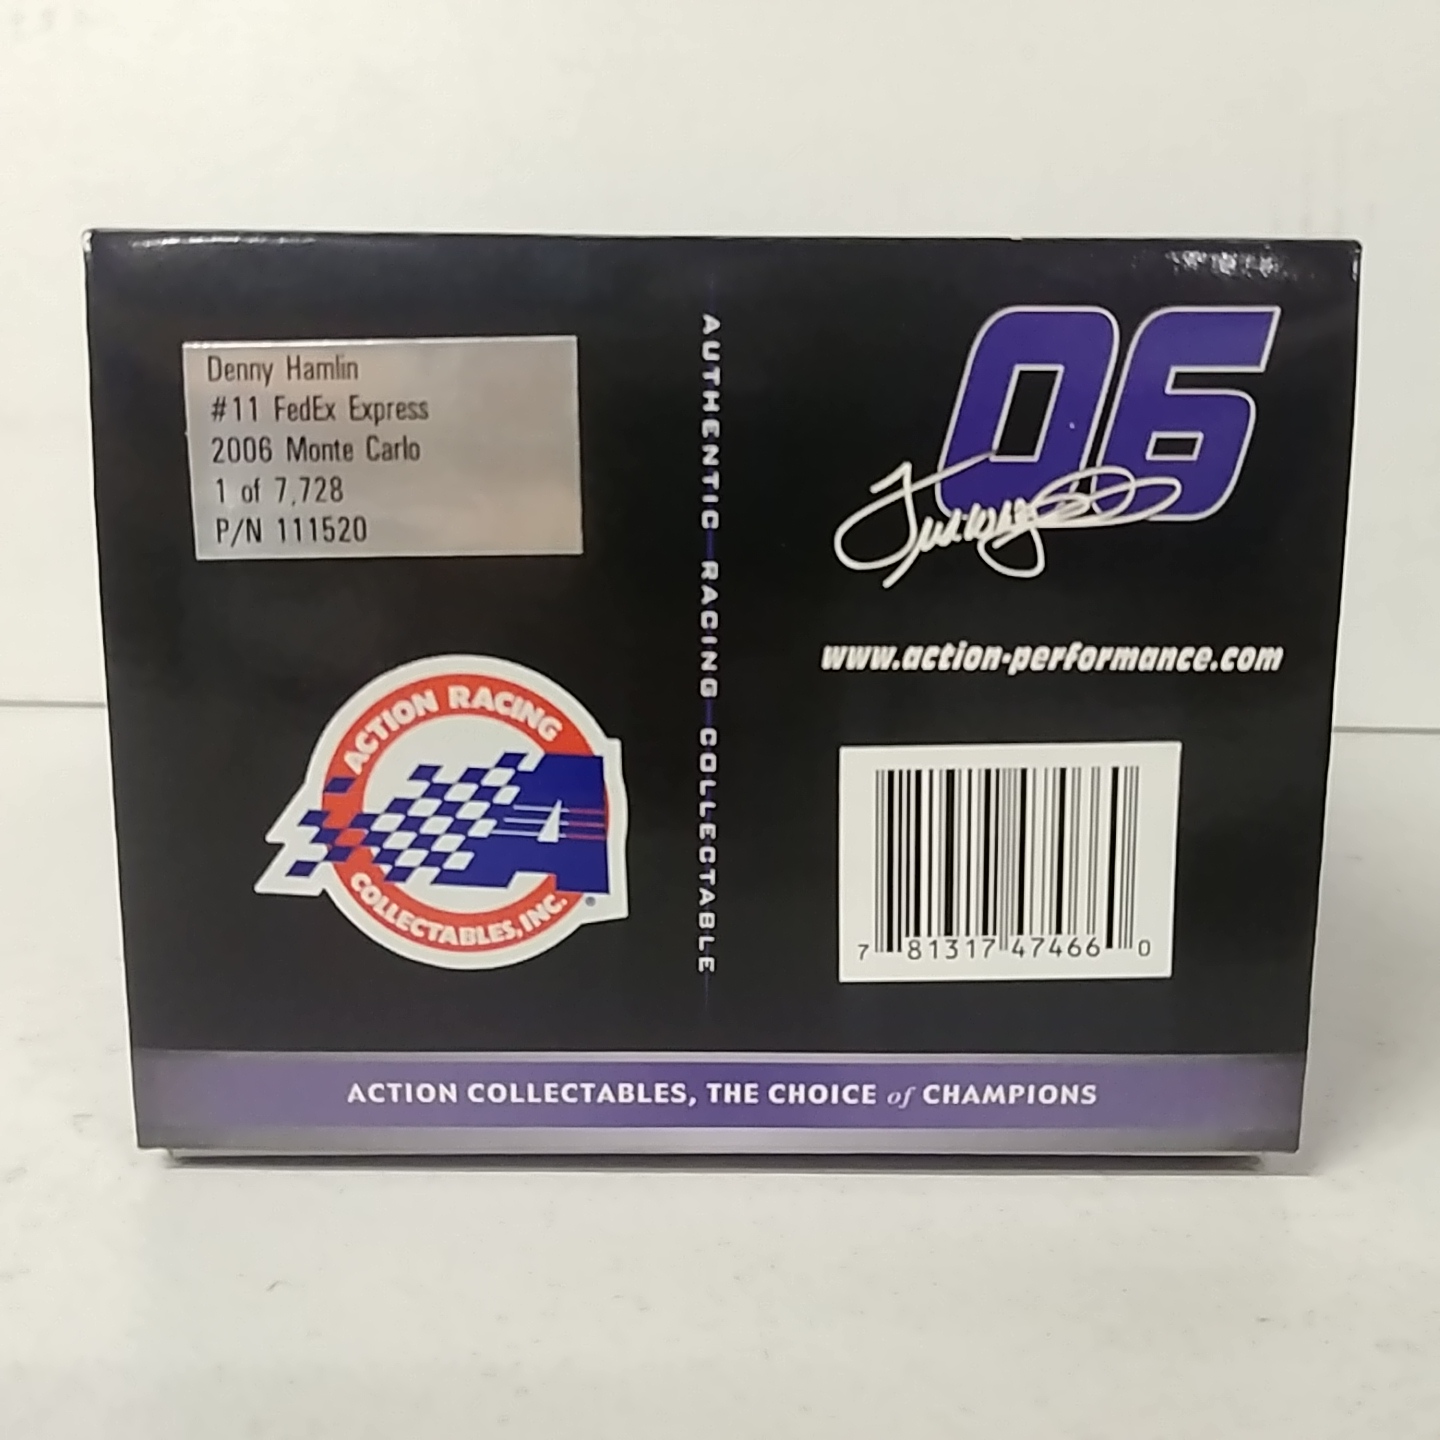 Denny Hamlin
#11 FedEx Express
2006 Monte Carlo
1 of 7,728
P/N 111520
ACTION RACING
COLLECTABLES, INC.
®
AUTHENTIC RACING COLLECTABLE
06
www.action-performance.com
7 81317 47466 0
ACTION COLLECTABLES, THE CHOICE of CHAMPIONS